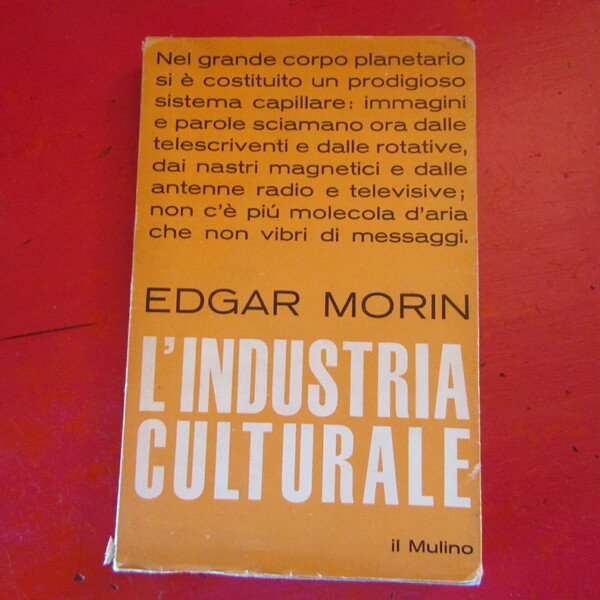 Nel grande corpo planetario
si è costituito un prodigioso
sistema capillare: immagini
e parole sciamano ora dalle
telescriventi e dalle rotative,
dai nastri magnetici e dalle
antenne radio e televisive;
non c'è piú molecola d'aria
che non vibri di messaggi.
EDGAR MORIN
L'INDUSTRIA
CULTURALE
il Mulino